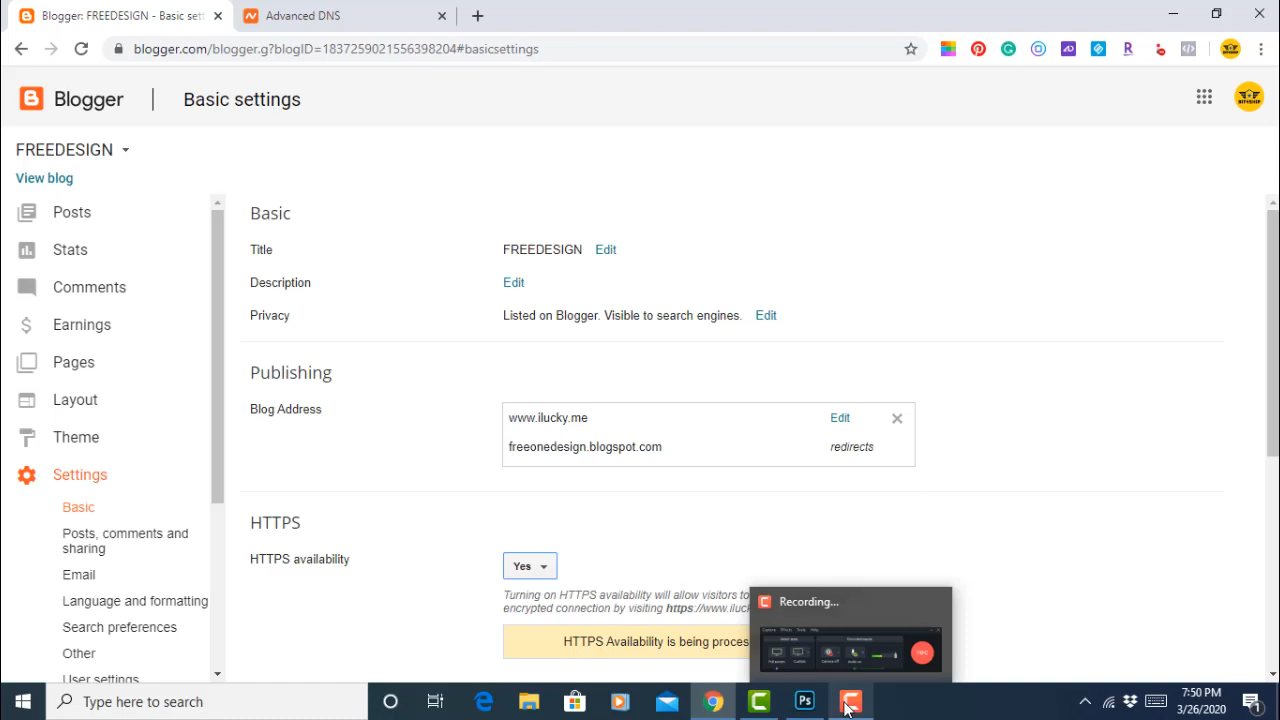 Blogger: FREEDESIGN - Basic sett
Advanced DNS
blogger.com/blogger.g?blogID=1837259021556398204#basicsettings
Blogger
Basic settings
FREEDESIGN
View blog
Posts
Stats
Comments
Earnings
Pages
Layout
Theme
Settings
Basic
Posts, comments and
sharing
Email
Language and formatting
Search preferences
Other
User settings
Basic
Title
FREEDESIGN Edit
Description
Edit
Privacy
Listed on Blogger. Visible to search engines. Edit
Publishing
Blog Address
www.ilucky.me Edit
freeonedesign.blogspot.com redirects
HTTPS
HTTPS availability
Yes
Turning on HTTPS availability will allow visitors to
encrypted connection by visiting https://www.iluck
HTTPS Availability is being proces
Recording...
Type here to search
Ps
7:50 PM
3/26/2020